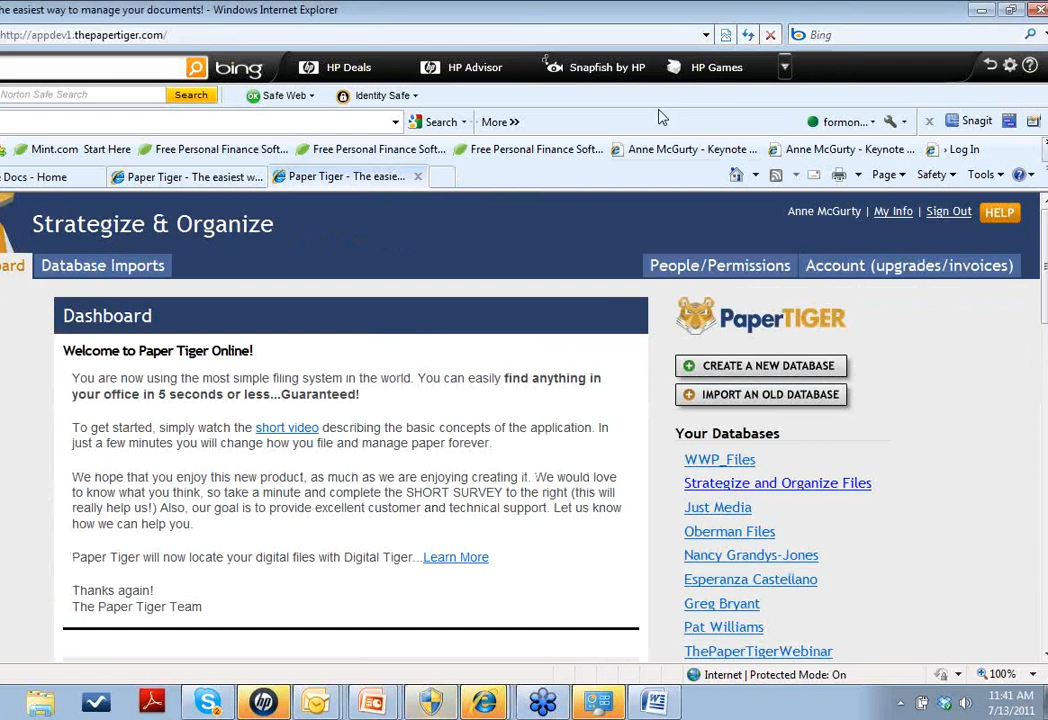 he easiest way to manage your documents! - Windows Internet Explorer
http://appdev1.thepapertiger.com/
Bing
bing
HP Deals
HP Advisor
Snapfish by HP
HP Games
Norton Safe Search
Search
OK Safe Web
Identity Safe
Search
More »
formon...
Snagit
Mint.com Start Here
Free Personal Finance Soft...
Free Personal Finance Soft...
Free Personal Finance Soft...
Anne McGurty - Keynote ...
Anne McGurty - Keynote ...
› Log In
Docs - Home
Paper Tiger - The easiest w...
Paper Tiger - The easie...
Page
Safety
Tools
Strategize & Organize
Anne McGurty | My Info | Sign Out
HELP
oard
Database Imports
People/Permissions
Account (upgrades/invoices)
Dashboard
Welcome to Paper Tiger Online!
You are now using the most simple filing system in the world. You can easily find anything in
your office in 5 seconds or less...Guaranteed!
To get started, simply watch the short video describing the basic concepts of the application. In
just a few minutes you will change how you file and manage paper forever.
We hope that you enjoy this new product, as much as we are enjoying creating it. We would love
to know what you think, so take a minute and complete the SHORT SURVEY to the right (this will
really help us!) Also, our goal is to provide excellent customer and technical support. Let us know
how we can help you.
Paper Tiger will now locate your digital files with Digital Tiger...Learn More
Thanks again!
The Paper Tiger Team
PaperTIGER
CREATE A NEW DATABASE
IMPORT AN OLD DATABASE
Your Databases
WWP_Files
Strategize and Organize Files
Just Media
Oberman Files
Nancy Grandys-Jones
Esperanza Castellano
Greg Bryant
Pat Williams
ThePaperTigerWebinar
Internet | Protected Mode: On
100%
11:41 AM
7/13/2011